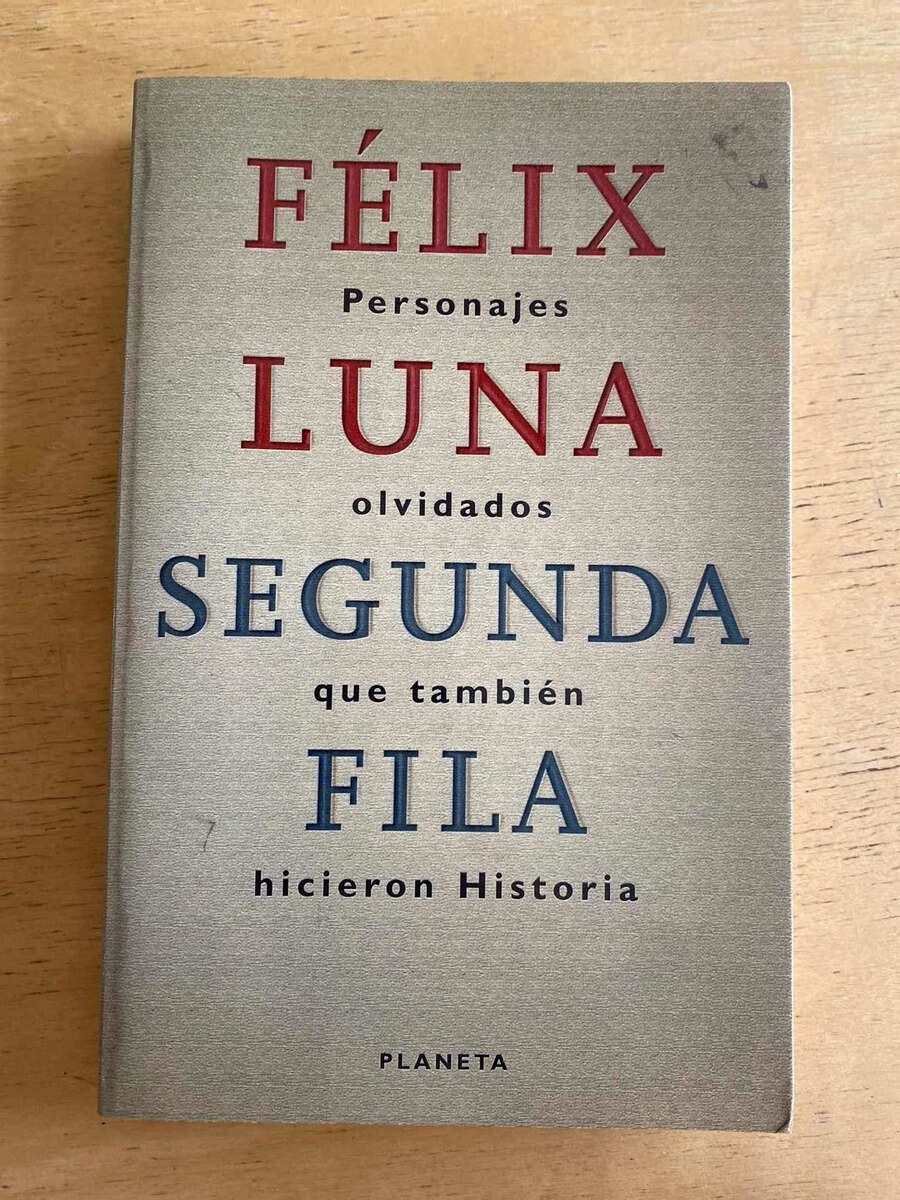 FÉLIX
Personajes
LUNA
olvidados
SEGUNDA
que también
FILA
hicieron Historia
PLANETA